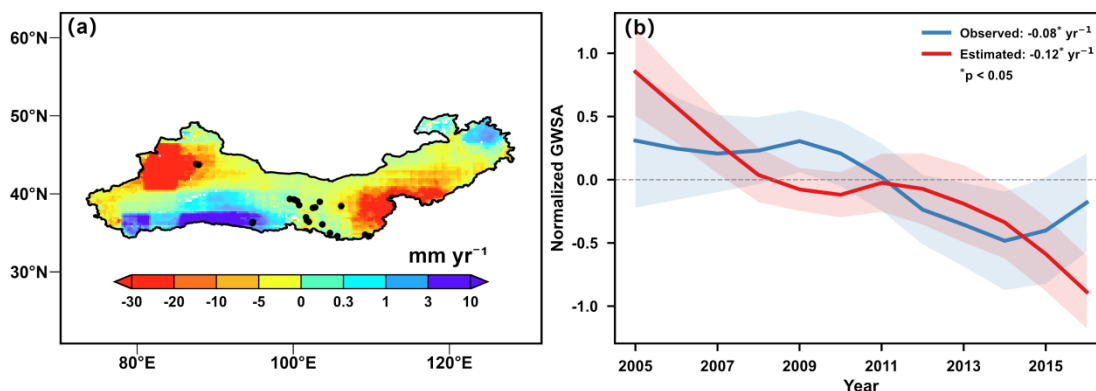 (a)
60°N
50°N
40°N
30°N
mm yr⁻¹
-30 -20 -10 -5 0 0.3 1 3 10
80°E 100°E 120°E
(b)
Observed: -0.08* yr⁻¹
Estimated: -0.12* yr⁻¹
*p < 0.05
Normalized GWSA
1.0
0.5
0.0
-0.5
-1.0
2005 2007 2009 2011 2013 2015
Year